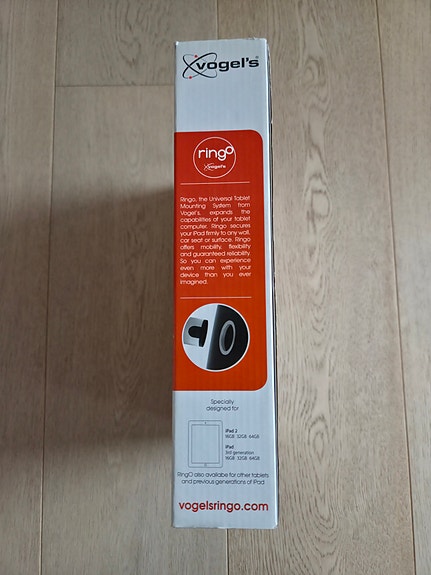 vogel's
ringo
vogel's
Ringo, the Universal Tablet
Mounting System from
Vogel's, expands the
capabilities of your tablet
computer. Ringo secures
your iPad firmly to any wall,
car seat or surface. Ringo
offers mobility, flexibility
and guaranteed reliability.
So you can experience
even more with your
device than you ever
imagined.
Specially
designed for
iPad 2
16GB 32GB 64GB
iPad
3rd generation
16GB 32GB 64GB
RingO also available for other tablets
and previous generations of iPad
vogelsringo.com